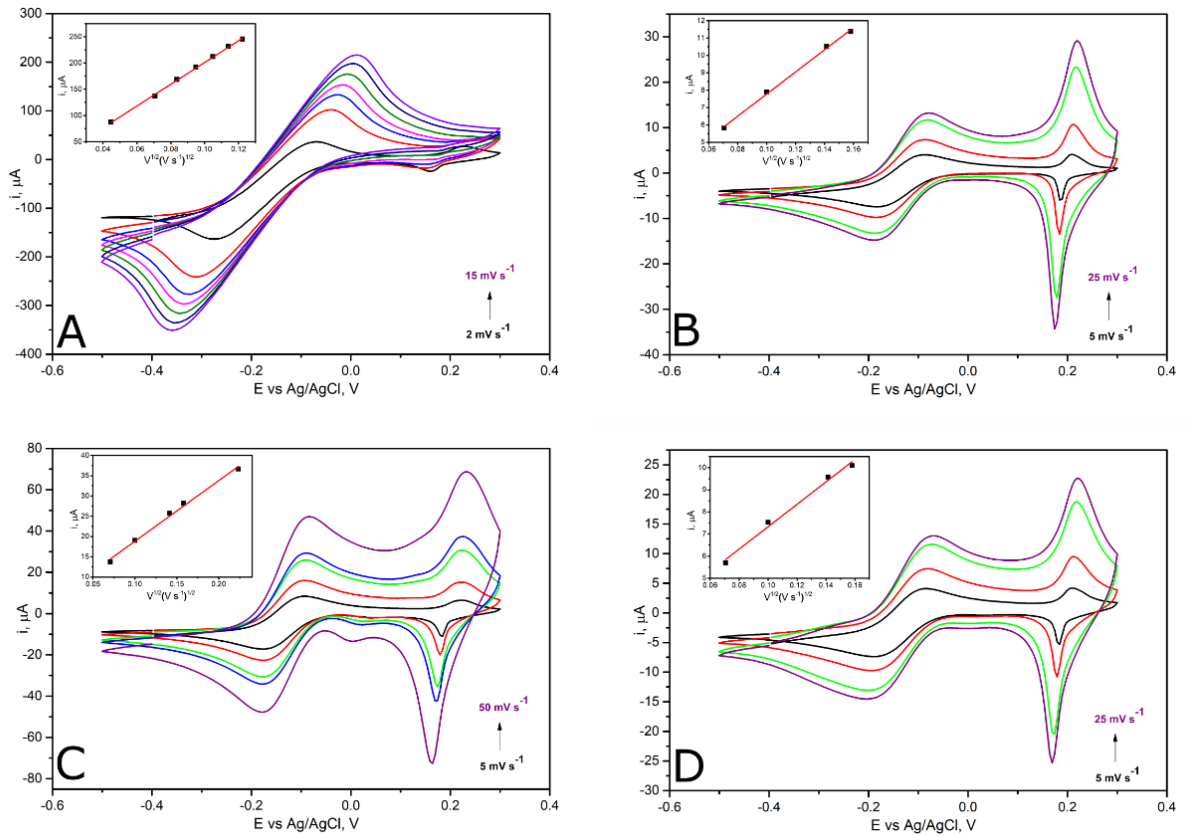 300
200
100
0
-100
-200
-300
-400
i, µA
250
200
150
100
50
i, µA
0.04 0.06 0.08 0.10 0.12
V^1/2(V s^-1)^1/2
15 mV s^-1
2 mV s^-1
A
-0.6 -0.4 -0.2 0.0 0.2 0.4
E vs Ag/AgCl, V
30
20
10
0
-10
-20
-30
-40
i, µA
12
11
10
9
8
7
6
5
i, µA
0.06 0.08 0.10 0.12 0.14 0.16
V^1/2(V s^-1)^1/2
25 mV s^-1
5 mV s^-1
B
-0.6 -0.4 -0.2 0.0 0.2 0.4
E vs Ag/AgCl, V
80
60
40
20
0
-20
-40
-60
-80
i, µA
40
35
30
25
20
15
10
i, µA
0.05 0.10 0.15 0.20
V^1/2(V s^-1)^1/2
50 mV s^-1
5 mV s^-1
C
-0.6 -0.4 -0.2 0.0 0.2 0.4
E vs Ag/AgCl, V
25
20
15
10
5
0
-5
-10
-15
-20
-25
-30
i, µA
10
9
8
7
6
5
i, µA
0.06 0.08 0.10 0.12 0.14 0.16
V^1/2(V s^-1)^1/2
25 mV s^-1
5 mV s^-1
D
-0.6 -0.4 -0.2 0.0 0.2 0.4
E vs Ag/AgCl, V